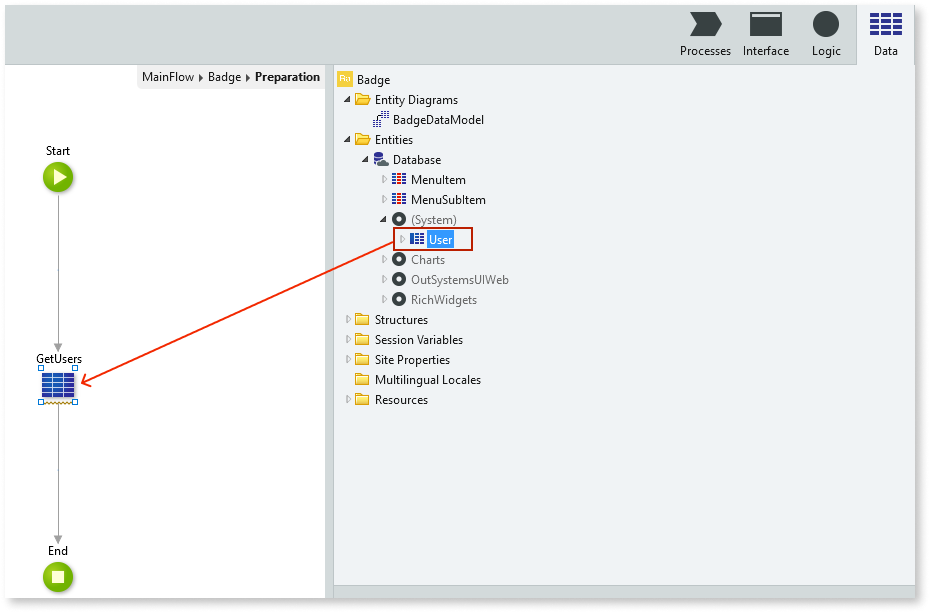 Processes
Interface
Logic
Data
MainFlow Badge Preparation
Start
GetUsers
End
Ba Badge
Entity Diagrams
BadgeDataModel
Entities
Database
MenuItem
MenuSubItem
(System)
User
Charts
OutSystemsUIWeb
RichWidgets
Structures
Session Variables
Site Properties
Multilingual Locales
Resources